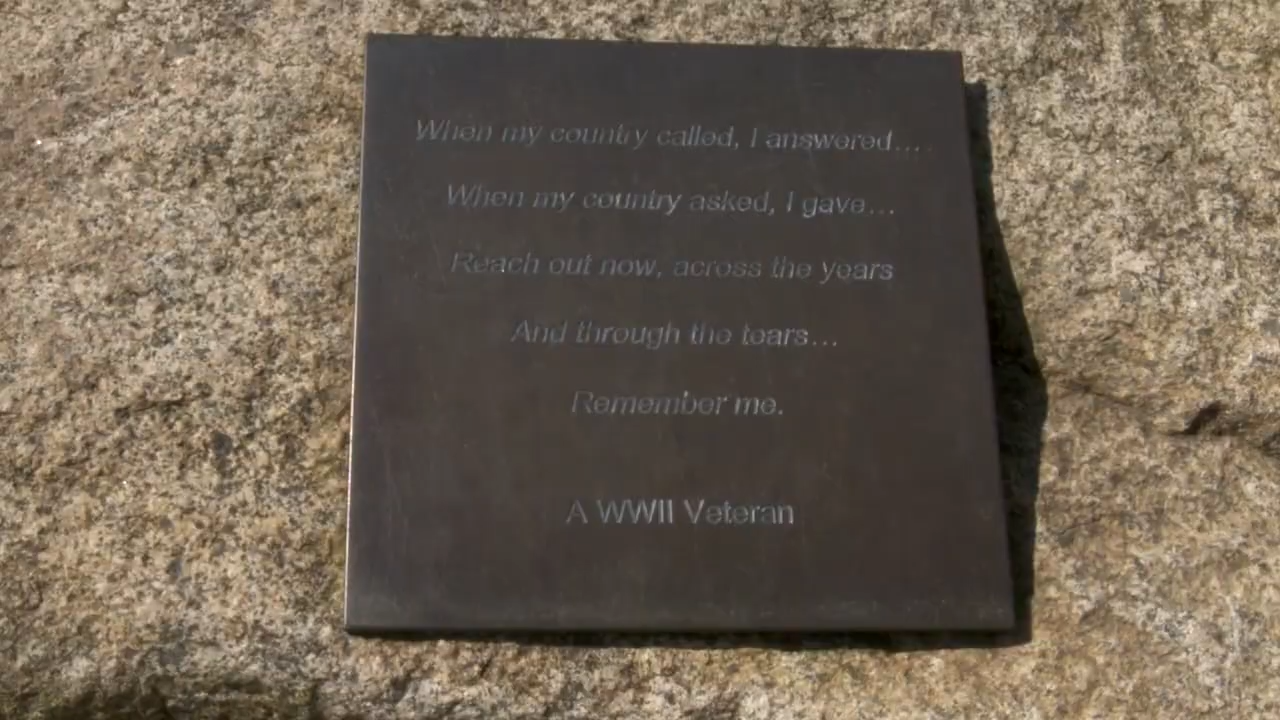 When my country called, I answered....
When my country asked, I gave...
Reach out now, across the years
And through the tears...
Remember me.
A WWII Veteran